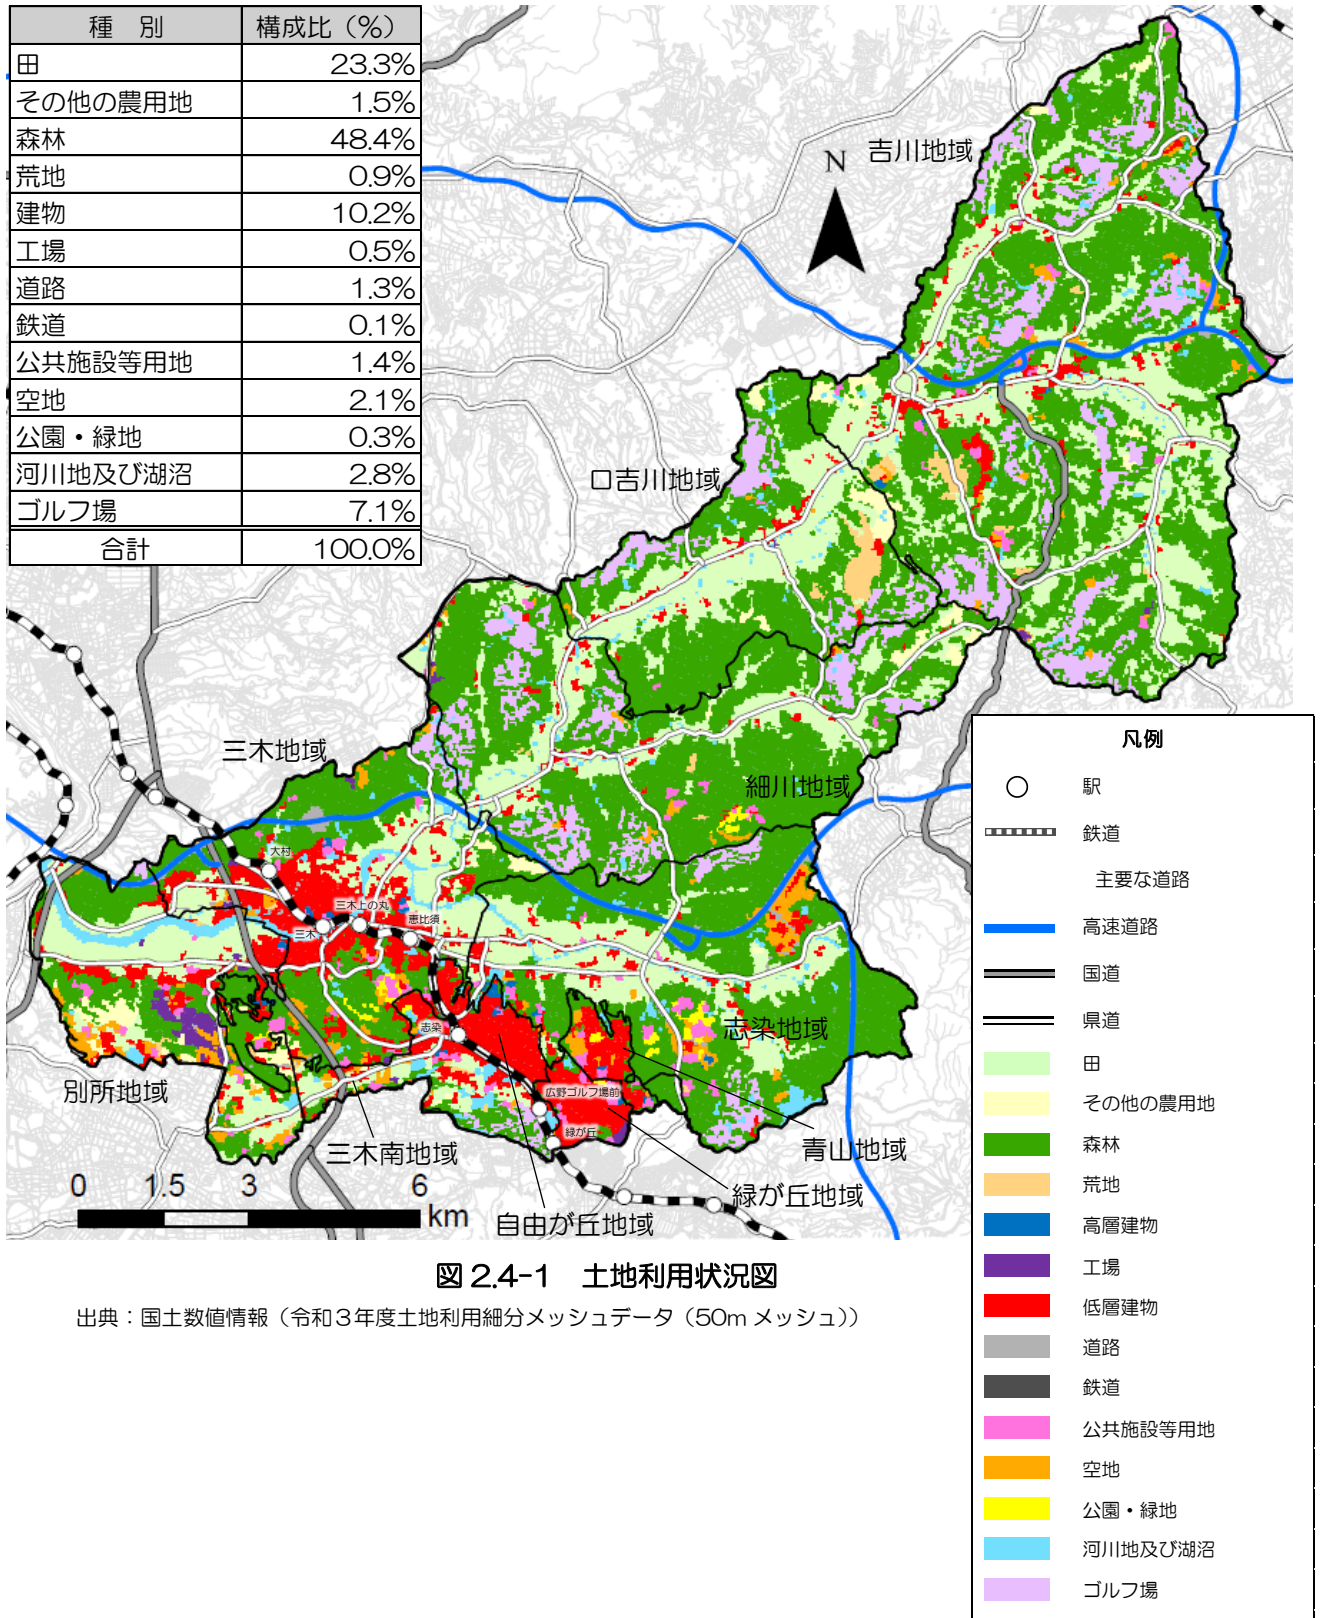 種　別　構成比（%）
田　23.3%
その他の農用地　1.5%
森林　48.4%
荒地　0.9%
建物　10.2%
工場　0.5%
道路　1.3%
鉄道　0.1%
公共施設等用地　1.4%
空地　2.1%
公園・緑地　0.3%
河川地及び湖沼　2.8%
ゴルフ場　7.1%
合計　100.0%
N
吉川地域
口吉川地域
三木地域
細川地域
大村
三木上の丸
恵比須
三木
志染
志染地域
別所地域
広野ゴルフ場前
緑が丘
三木南地域
青山地域
緑が丘地域
自由が丘地域
0 1.5 3 6
km
凡例
駅
鉄道
主要な道路
高速道路
国道
県道
田
その他の農用地
森林
荒地
高層建物
工場
低層建物
道路
鉄道
公共施設等用地
空地
公園・緑地
河川地及び湖沼
ゴルフ場
図 2.4-1　土地利用状況図
出典：国土数値情報（令和３年度土地利用細分メッシュデータ（50m メッシュ））